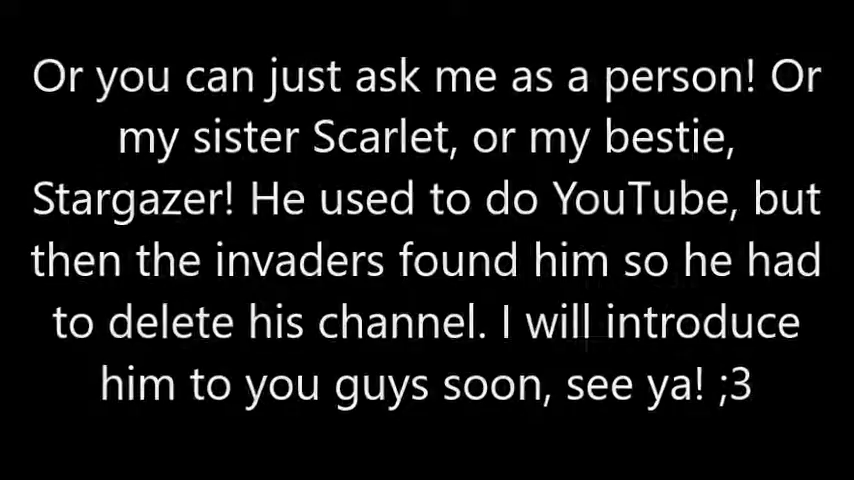 Or you can just ask me as a person! Or
my sister Scarlet, or my bestie,
Stargazer! He used to do YouTube, but
then the invaders found him so he had
to delete his channel. I will introduce
him to you guys soon, see ya! ;3